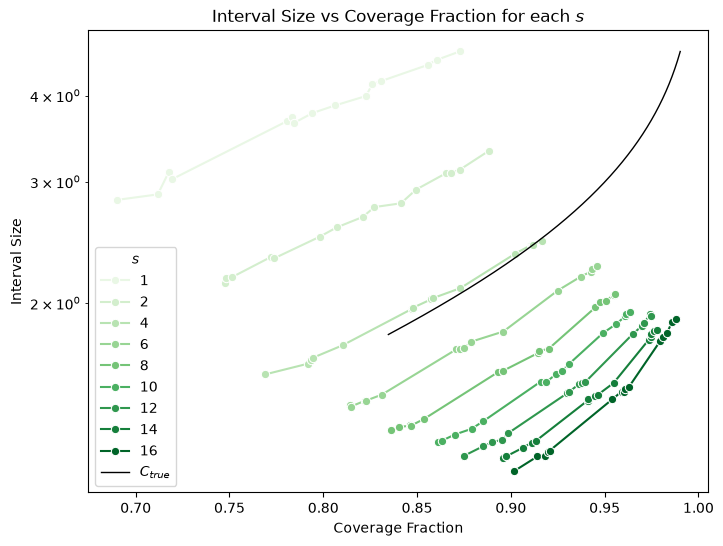 Interval Size vs Coverage Fraction for each s
Interval Size
4 × 10⁰
3 × 10⁰
2 × 10⁰
s
1
2
4
6
8
10
12
14
16
C_true
0.70 0.75 0.80 0.85 0.90 0.95 1.00
Coverage Fraction